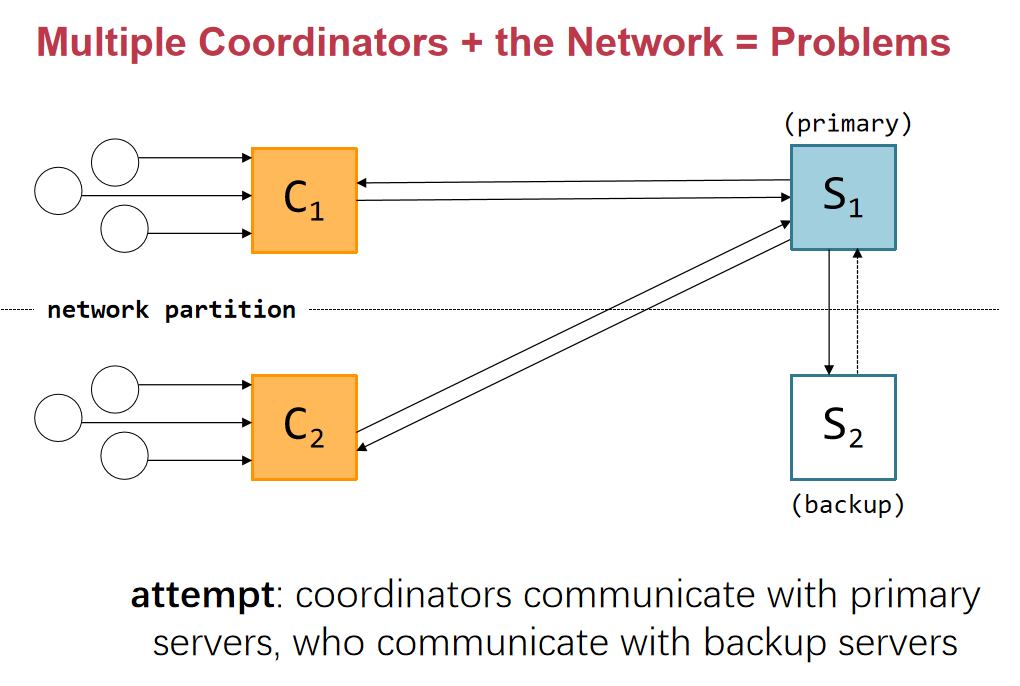 Multiple Coordinators + the Network = Problems
(primary)
C1
S1
network partition
C2
S2
(backup)
attempt: coordinators communicate with primary
servers, who communicate with backup servers